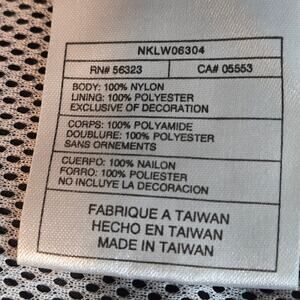 NKLW06304
RN# 56323 CA# 05553
BODY: 100% NYLON
LINING: 100% POLYESTER
EXCLUSIVE OF DECORATION
CORPS: 100% POLYAMIDE
DOUBLURE: 100% POLYESTER
SANS ORNEMENTS
CUERPO: 100% NAILON
FORRO: 100% POLIESTER
NO INCLUYE LA DECORACION
FABRIQUE A TAIWAN
HECHO EN TAIWAN
MADE IN TAIWAN